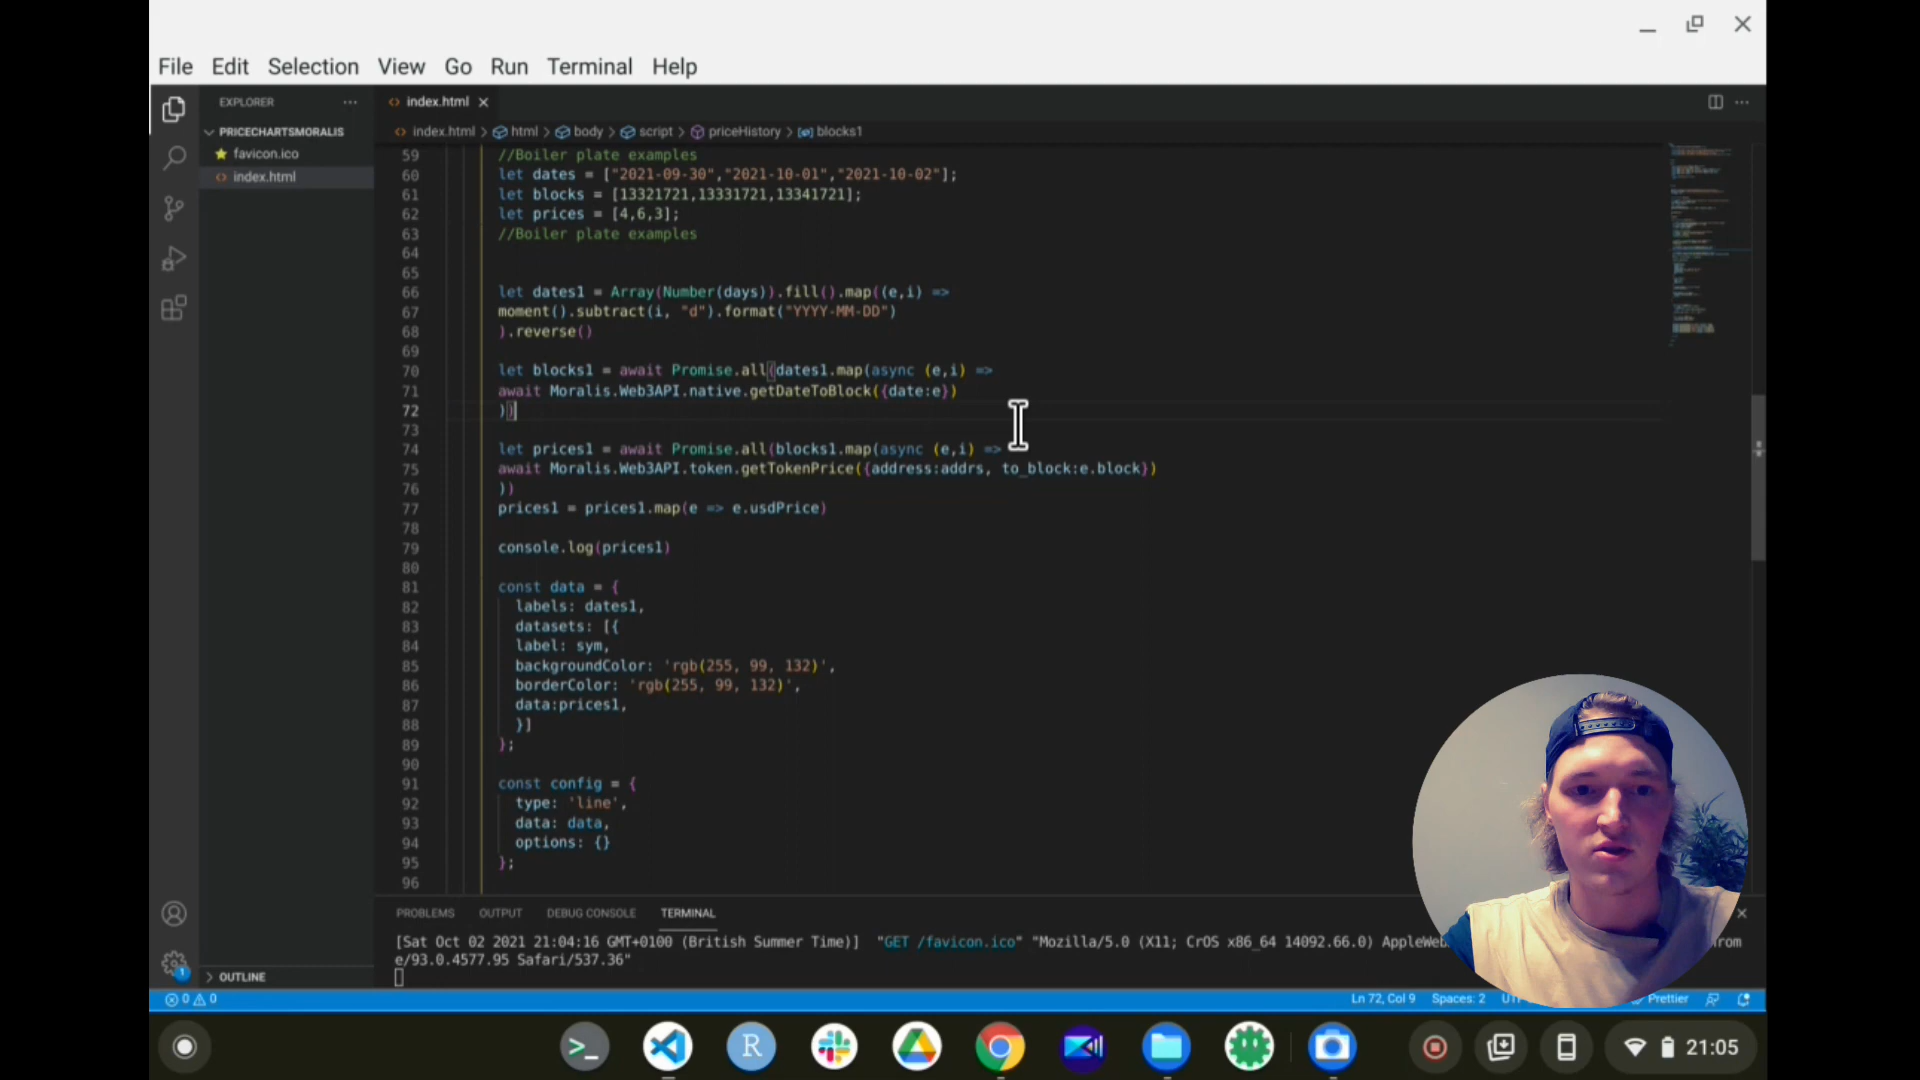 File Edit Selection View Go Run Terminal Help
EXPLORER
index.html
PRICECHARTSMORALIS
index.html > html > body > script > priceHistory > blocks1
favicon.ico
index.html
59 //Boiler plate examples
60 let dates = ["2021-09-30","2021-10-01","2021-10-02"];
61 let blocks = [13321721,13331721,13341721];
62 let prices = [4,6,3];
63 //Boiler plate examples
64
65
66 let dates1 = Array(Number(days)).fill().map((e,i) =>
67 moment().subtract(i, "d").format("YYYY-MM-DD")
68 ).reverse()
69
70 let blocks1 = await Promise.all(dates1.map(async (e,i) =>
71 await Moralis.Web3API.native.getDateToBlock({date:e})
72 ))
73
74 let prices1 = await Promise.all(blocks1.map(async (e,i) =>
75 await Moralis.Web3API.token.getTokenPrice({address:addrs, to_block:e.block})
76 ))
77 prices1 = prices1.map(e => e.usdPrice)
78
79 console.log(prices1)
80
81 const data = {
82 labels: dates1,
83 datasets: [{
84 label: sym,
85 backgroundColor: 'rgb(255, 99, 132)',
86 borderColor: 'rgb(255, 99, 132)',
87 data:prices1,
88 }]
89 };
90
91 const config = {
92 type: 'line',
93 data: data,
94 options: {}
95 };
96
PROBLEMS OUTPUT DEBUG CONSOLE TERMINAL
[Sat Oct 02 2021 21:04:16 GMT+0100 (British Summer Time)] "GET /favicon.ico" "Mozilla/5.0 (X11; CrOS x86_64 14092.66.0) AppleWeb
e/93.0.4577.95 Safari/537.36"
OUTLINE
0 0 Ln 72, Col 9 Spaces: 2 Prettier
R
21:05